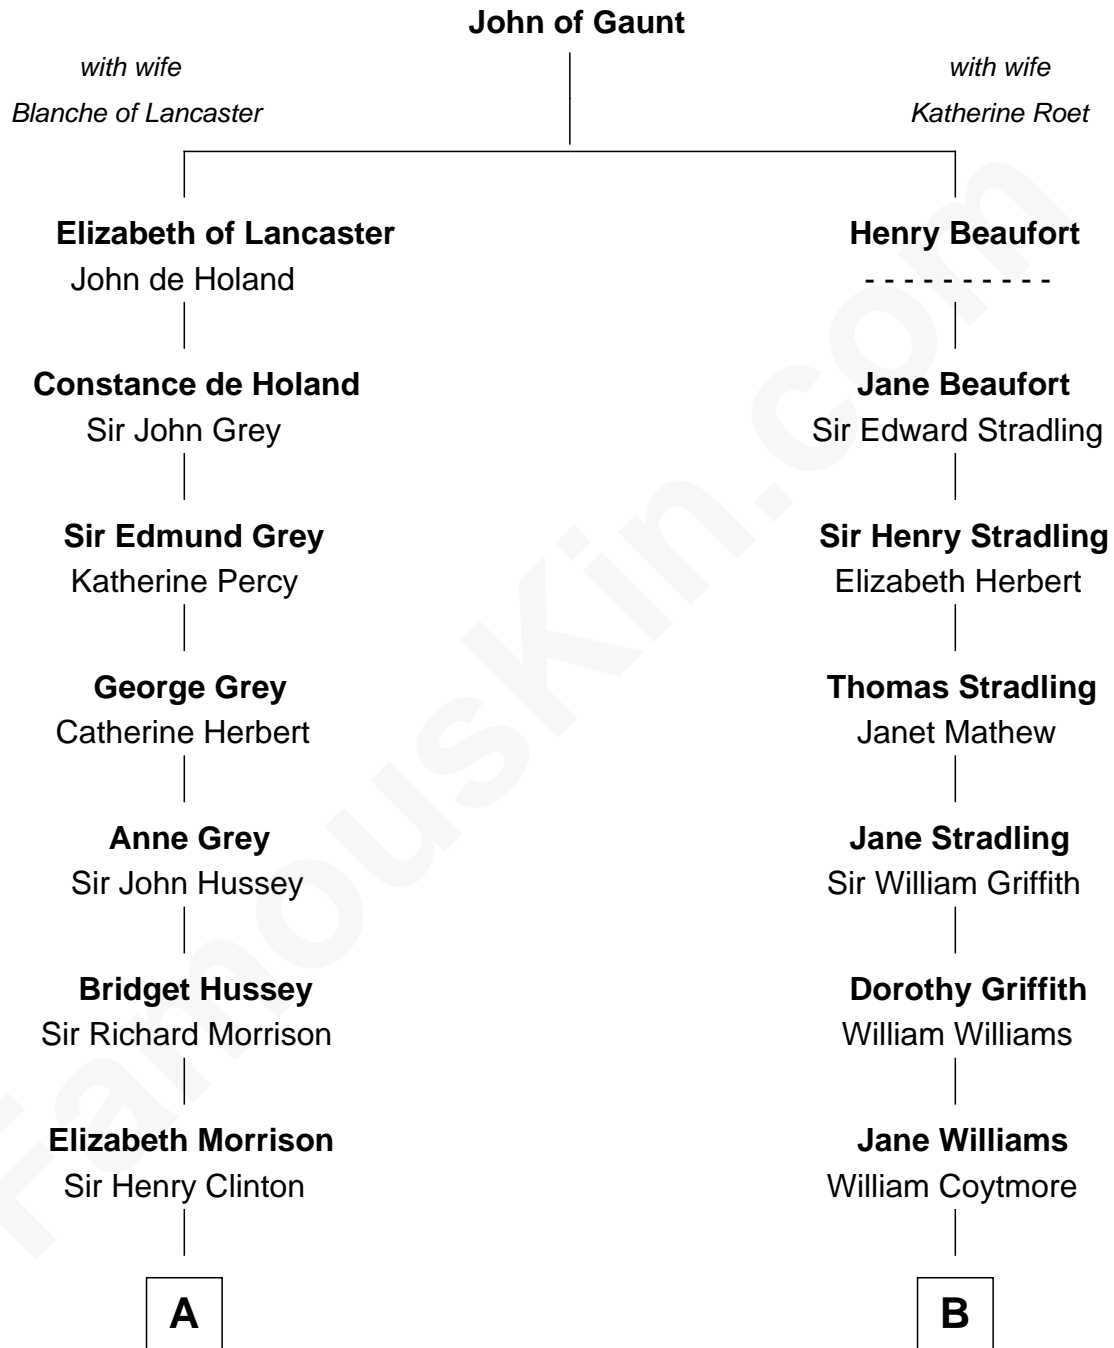 John of Gaunt
with wife
Blanche of Lancaster
with wife
Katherine Roet
Elizabeth of Lancaster
John de Holand
Henry Beaufort
- - - - - - - - - -
Constance de Holand
Sir John Grey
Jane Beaufort
Sir Edward Stradling
Sir Edmund Grey
Katherine Percy
Sir Henry Stradling
Elizabeth Herbert
George Grey
Catherine Herbert
Thomas Stradling
Janet Mathew
Anne Grey
Sir John Hussey
Jane Stradling
Sir William Griffith
Bridget Hussey
Sir Richard Morrison
Dorothy Griffith
William Williams
Elizabeth Morrison
Sir Henry Clinton
Jane Williams
William Coytmore
A
B
FamousKin.com